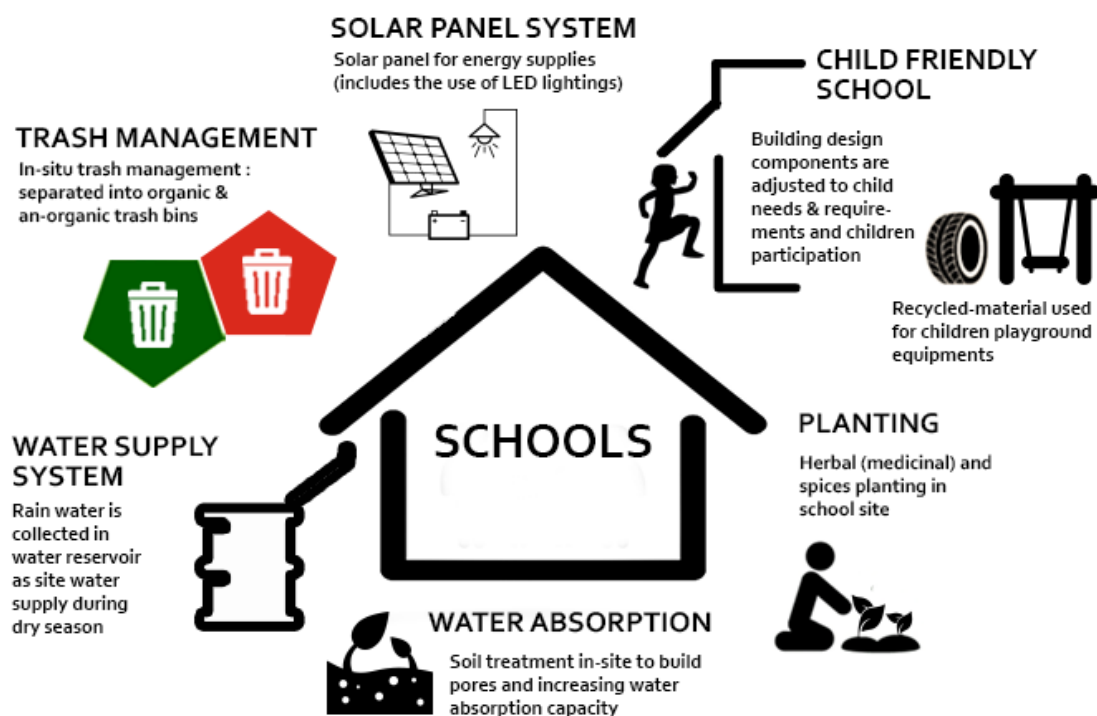 SOLAR PANEL SYSTEM
Solar panel for energy supplies
(includes the use of LED lightings)
CHILD FRIENDLY
SCHOOL
Building design
components are
adjusted to child
needs & require-
ments and children
participation
Recycled-material used
for children playground
equipments
TRASH MANAGEMENT
In-situ trash management :
separated into organic &
an-organic trash bins
SCHOOLS
PLANTING
Herbal (medicinal) and
spices planting in
school site
WATER SUPPLY
SYSTEM
Rain water is
collected in
water reservoir
as site water
supply during
dry season
WATER ABSORPTION
Soil treatment in-site to build
pores and increasing water
absorption capacity